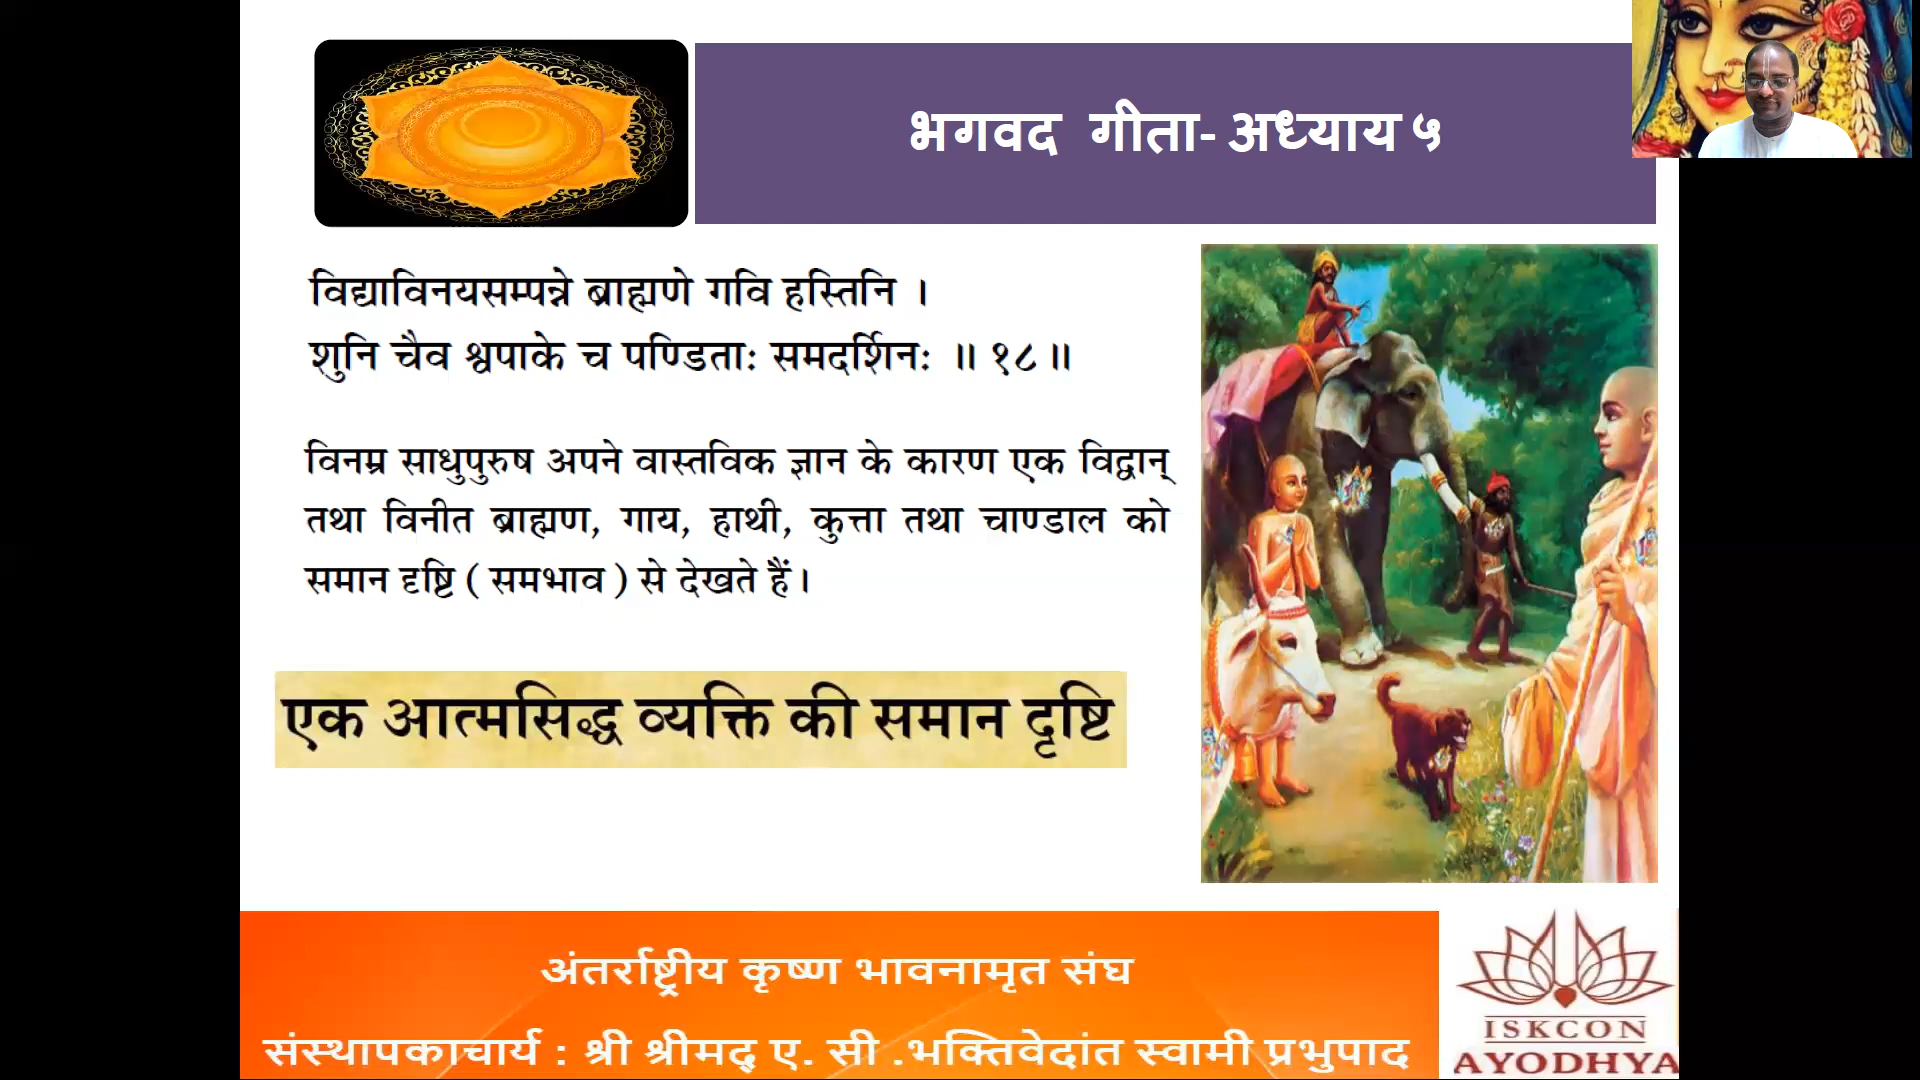 भगवद गीता- अध्याय ५
विद्याविनयसम्पन्ने ब्राह्मणे गवि हस्तिनि ।
शुनि चैव श्वपाके च पण्डिताः समदर्शिनः ॥ १८॥
विनम्र साधुपुरुष अपने वास्तविक ज्ञान के कारण एक विद्वान्
तथा विनीत ब्राह्मण, गाय, हाथी, कुत्ता तथा चाण्डाल को
समान दृष्टि ( समभाव ) से देखते हैं।
एक आत्मसिद्ध व्यक्ति की समान दृष्टि
अंतर्राष्ट्रीय कृष्ण भावनामृत संघ
संस्थापकाचार्य : श्री श्रीमद् ए. सी .भक्तिवेदांत स्वामी प्रभुपाद
ISKCON
AYODHYA